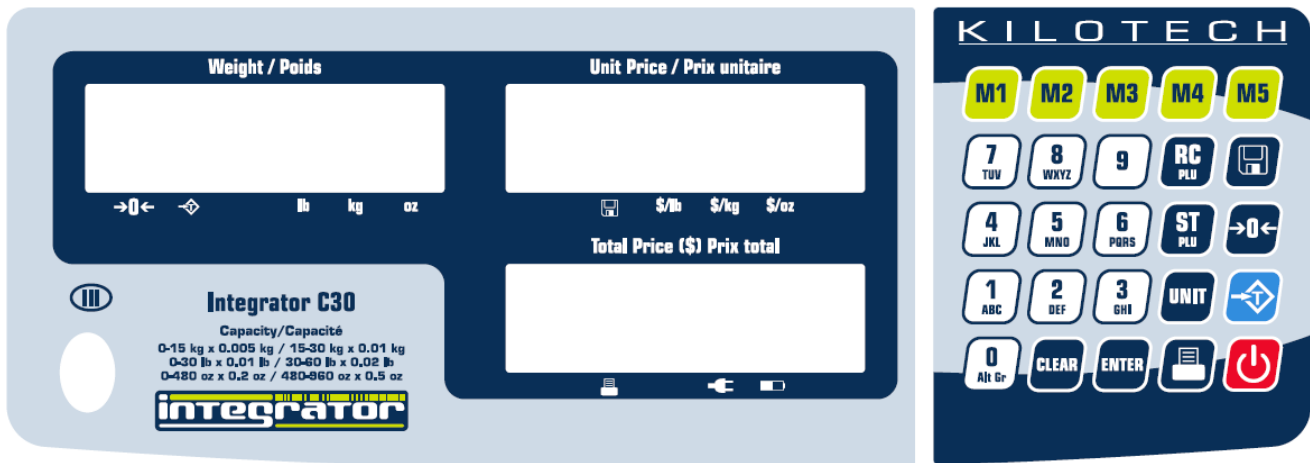 Weight / Poids
→0← T lb kg oz
Unit Price / Prix unitaire
$/lb $/kg $/oz
Total Price ($) Prix total
III
Integrator C30
Capacity/Capacité
0-15 kg x 0.005 kg / 15-30 kg x 0.01 kg
0-30 lb x 0.01 lb / 30-60 lb x 0.02 lb
0-480 oz x 0.2 oz / 480-960 oz x 0.5 oz
integrator
KILOTECH
M1 M2 M3 M4 M5
7 8 9 RC
TUV WXYZ PLU
4 5 6 ST →0←
JKL MNO PQRS PLU
1 2 3 UNIT T
ABC DEF GHI
0 CLEAR ENTER
Alt Gr